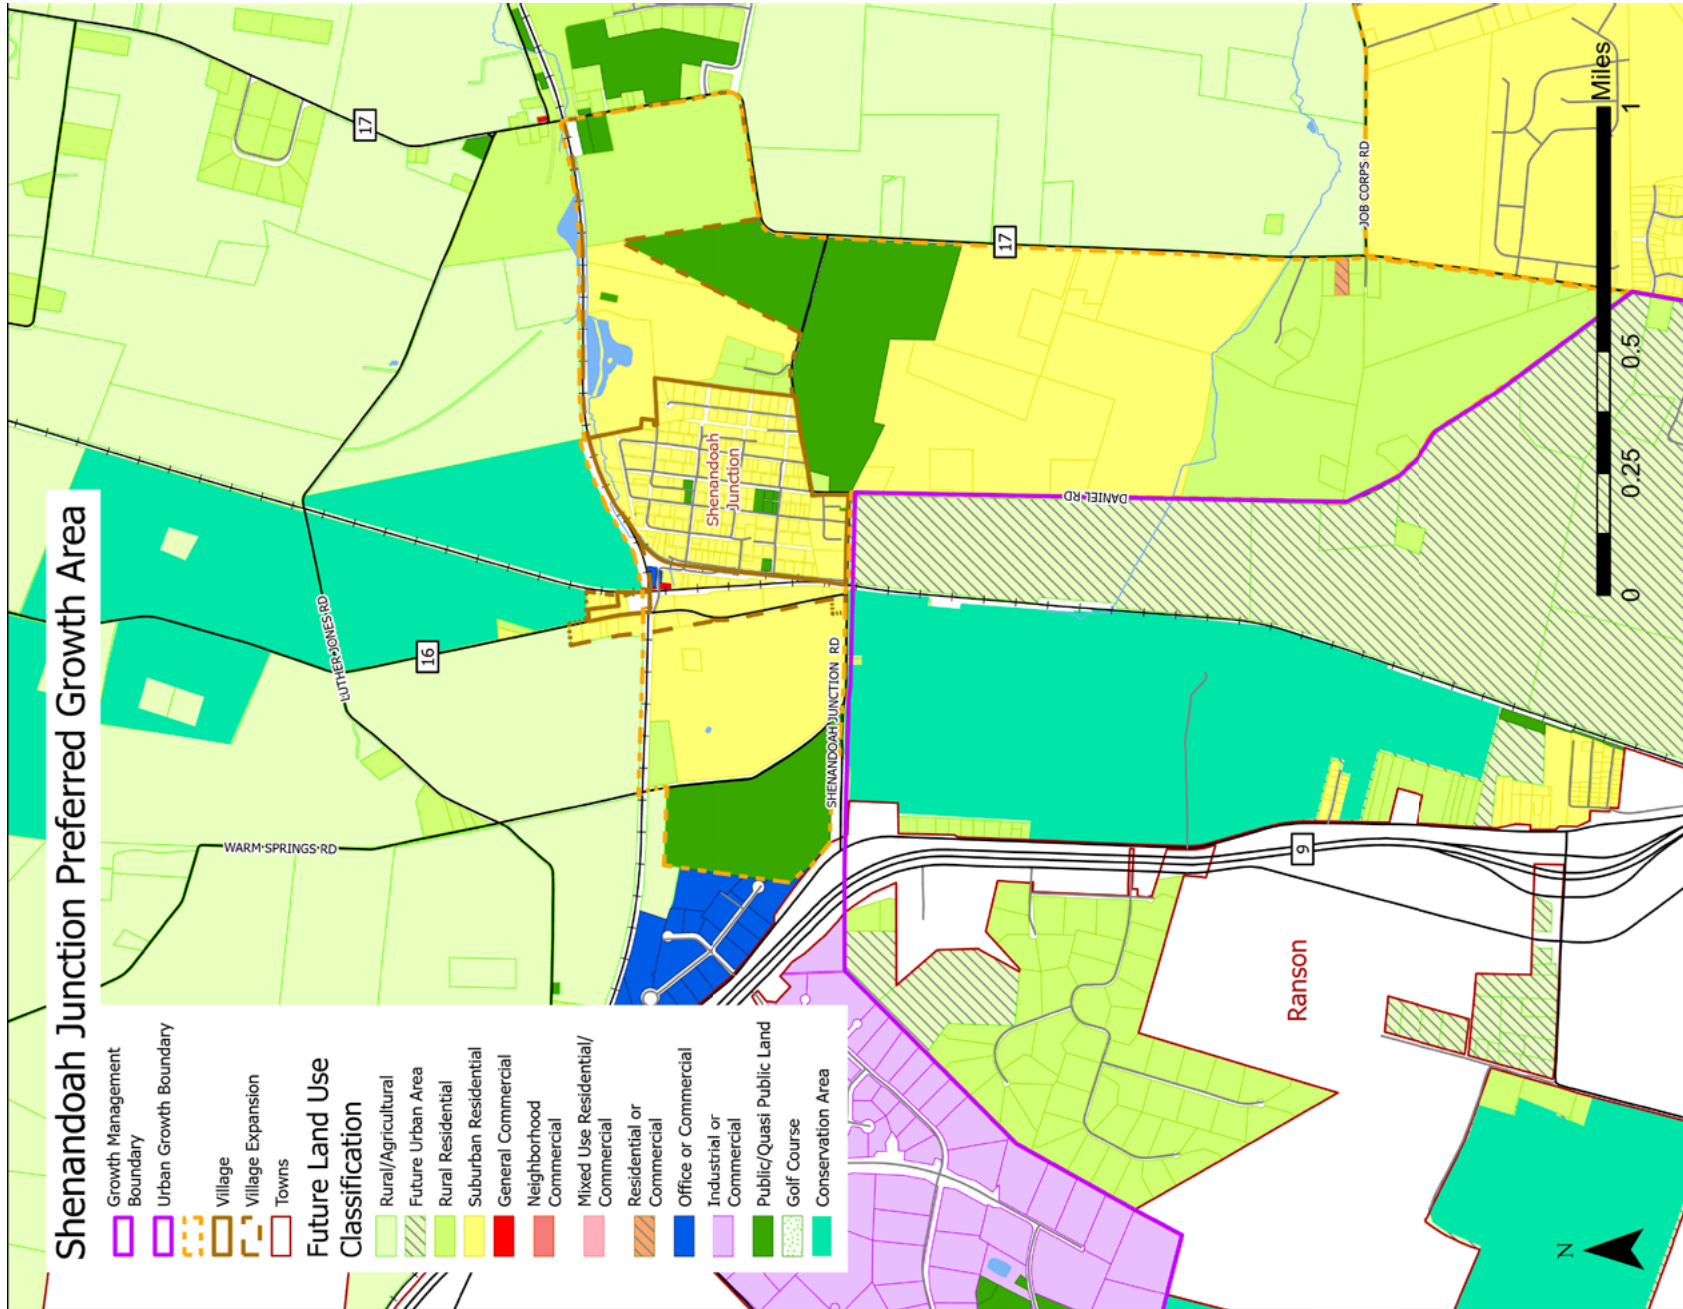 Shenandoah Junction Preferred Growth Area
Growth Management
Boundary
Urban Growth Boundary
Village
Village Expansion
Towns
Future Land Use
Classification
Rural/Agricultural
Future Urban Area
Rural Residential
Suburban Residential
General Commercial
Neighborhood
Commercial
Mixed Use Residential/
Commercial
Residential or
Commercial
Office or Commercial
Industrial or
Commercial
Public/Quasi Public Land
Golf Course
Conservation Area
WARM SPRINGS RD
LUTHER JONES RD
16
17
Shenandoah
Junction
SHENANDOAH JUNCTION RD
DANIEL RD
17
JOB CORPS RD
9
Ranson
N
0
0.25
0.5
1
Miles